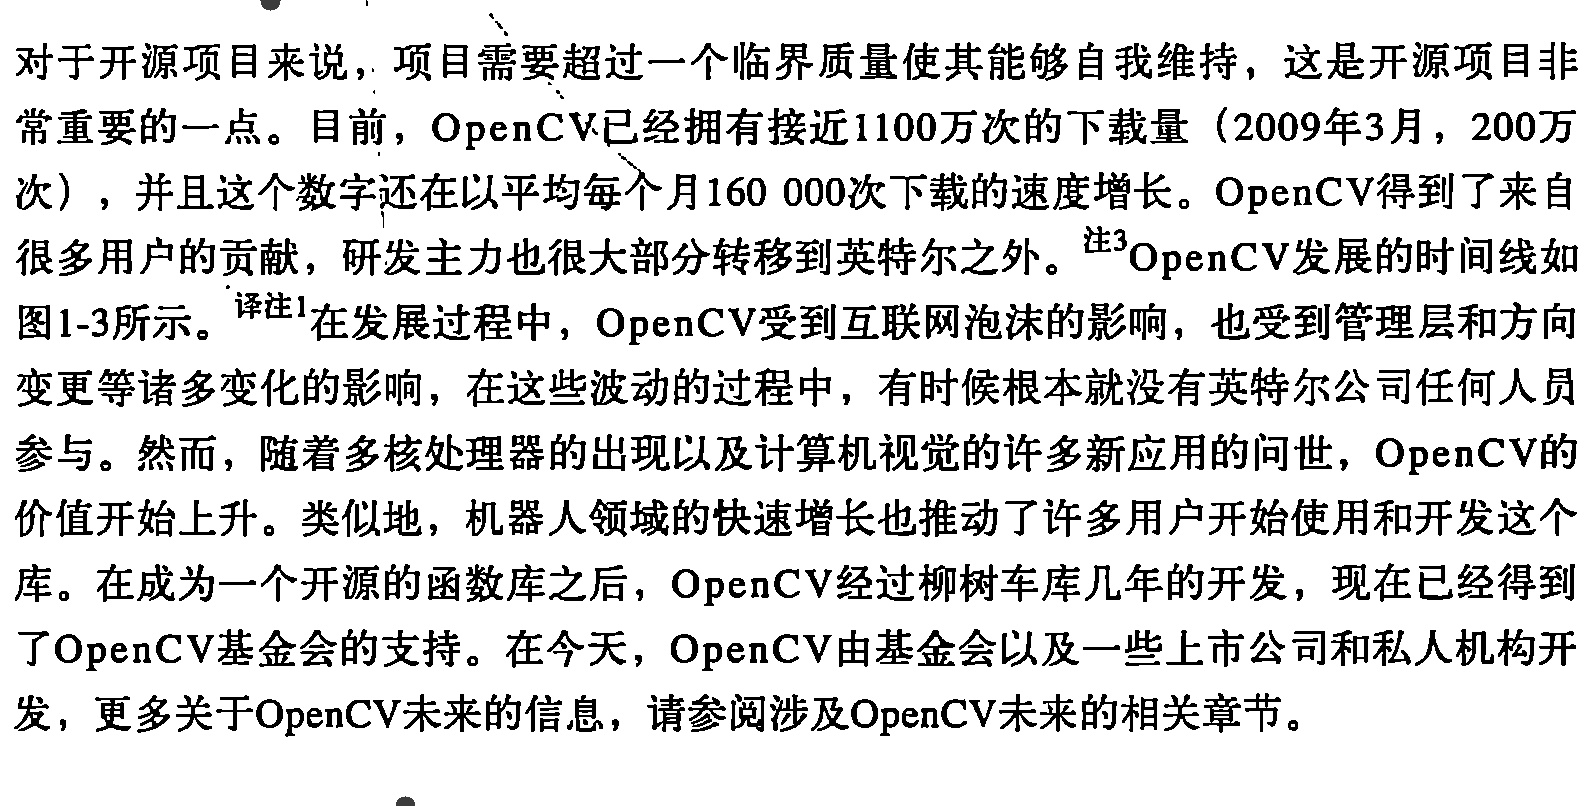 对于开源项目来说，项目需要超过一个临界质量使其能够自我维持，这是开源项目非
常重要的一点。目前，OpenCV已经拥有接近1100万次的下载量（2009年3月，200万
次），并且这个数字还在以平均每个月160 000次下载的速度增长。OpenCV得到了来自
很多用户的贡献，研发主力也很大部分转移到英特尔之外。注3OpenCV发展的时间线如
图1-3所示。译注1在发展过程中，OpenCV受到互联网泡沫的影响，也受到管理层和方向
变更等诸多变化的影响，在这些波动的过程中，有时候根本就没有英特尔公司任何人员
参与。然而，随着多核处理器的出现以及计算机视觉的许多新应用的问世，OpenCV的
价值开始上升。类似地，机器人领域的快速增长也推动了许多用户开始使用和开发这个
库。在成为一个开源的函数库之后，OpenCV经过柳树车库几年的开发，现在已经得到
了OpenCV基金会的支持。在今天，OpenCV由基金会以及一些上市公司和私人机构开
发，更多关于OpenCV未来的信息，请参阅涉及OpenCV未来的相关章节。